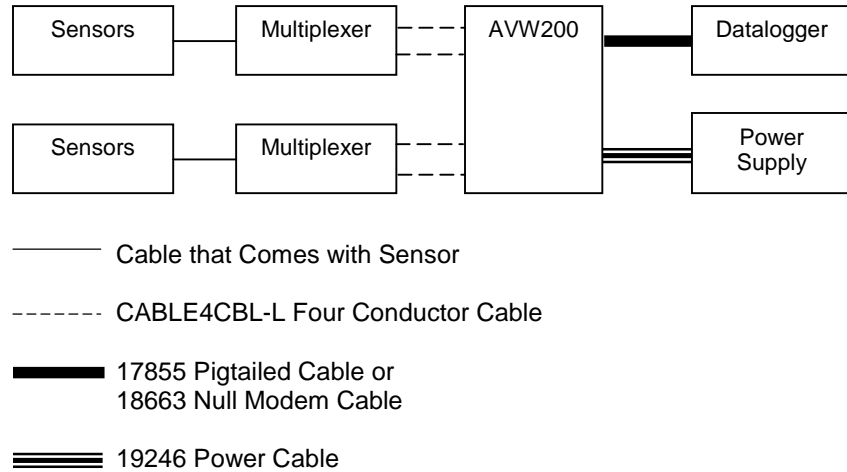 Sensors
Multiplexer
AVW200
Datalogger
Sensors
Multiplexer
Power
Supply
Cable that Comes with Sensor
CABLE4CBL-L Four Conductor Cable
17855 Pigtailed Cable or
18663 Null Modem Cable
19246 Power Cable